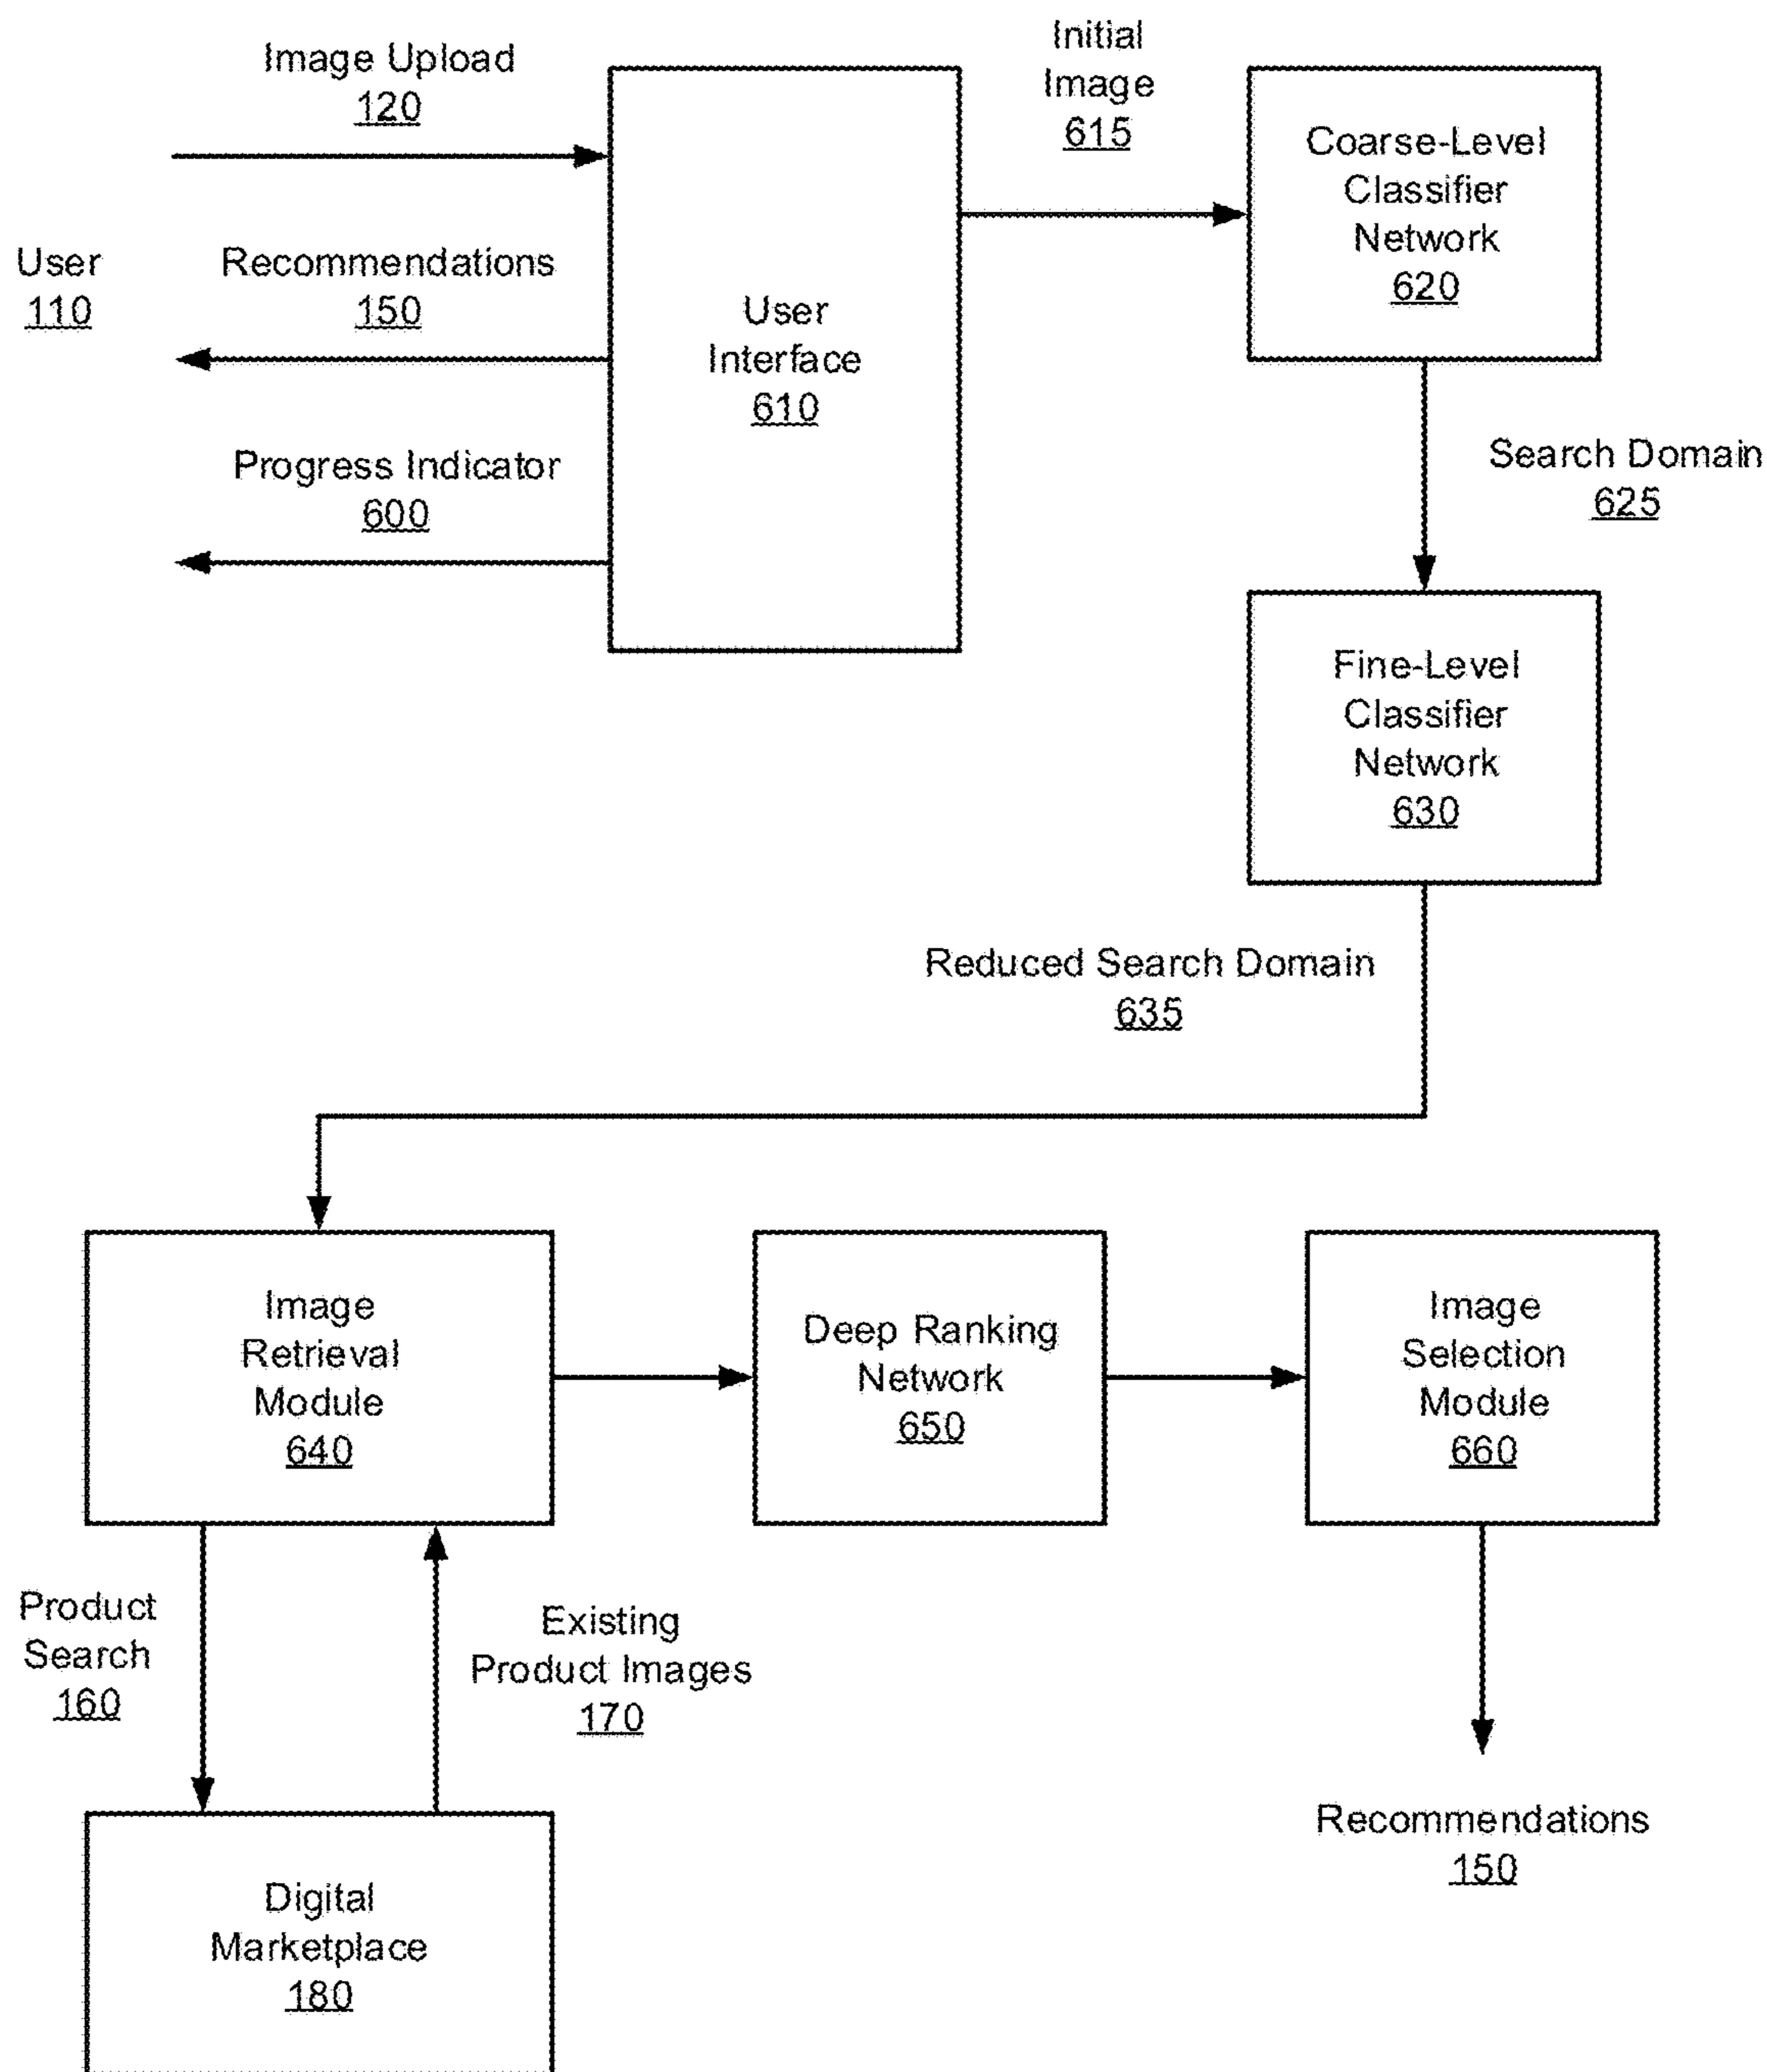 Image Upload
120
Initial
Image
615
Coarse-Level
Classifier
Network
620
User
110
Recommendations
150
User
Interface
610
Progress Indicator
600
Search Domain
625
Fine-Level
Classifier
Network
630
Reduced Search Domain
635
Image
Retrieval
Module
640
Deep Ranking
Network
650
Image
Selection
Module
660
Product
Search
160
Existing
Product Images
170
Recommendations
150
Digital
Marketplace
180